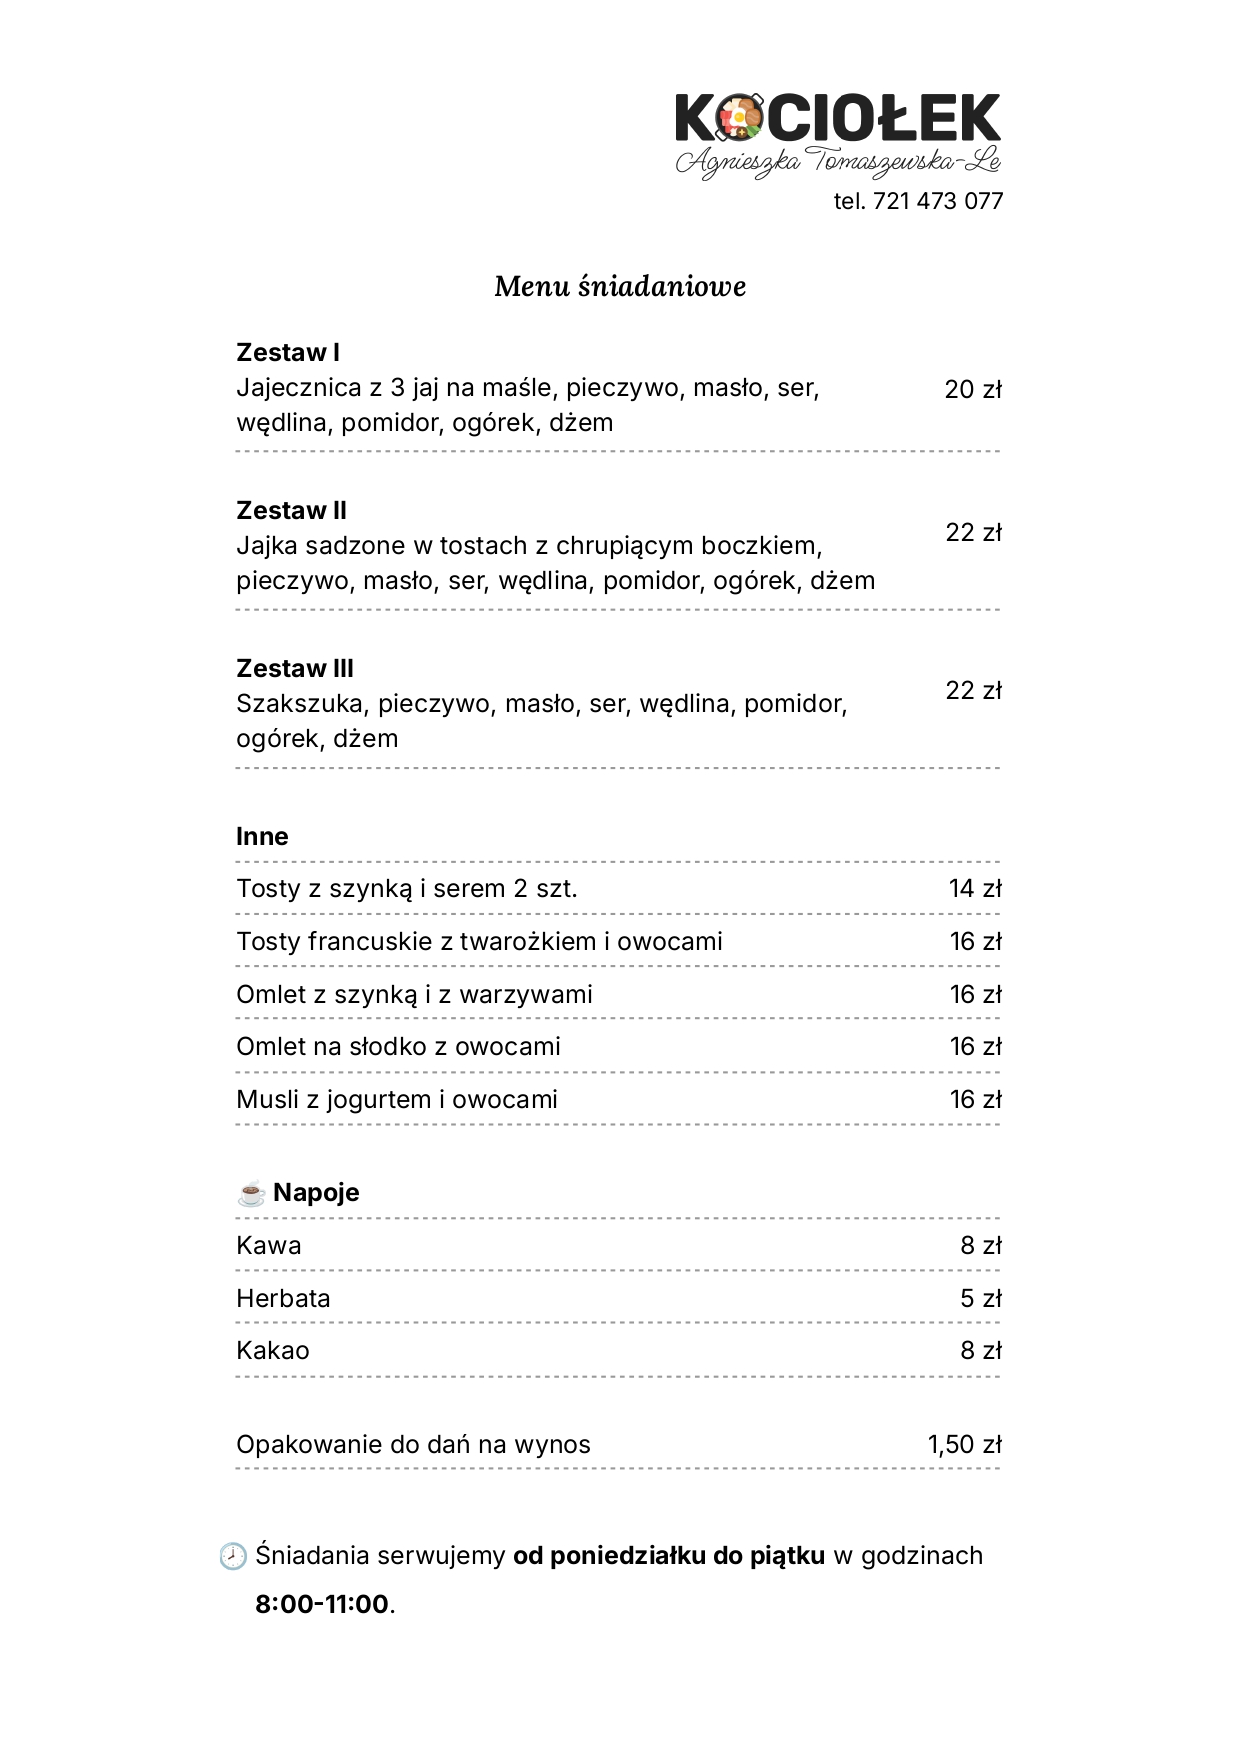 KOCIOŁEK
Agnieszka Tomaszewska-Le
tel. 721 473 077
Menu śniadaniowe
Zestaw I
Jajecznica z 3 jaj na maśle, pieczywo, masło, ser,
wędlina, pomidor, ogórek, dżem
20 zł
Zestaw II
Jajka sadzone w tostach z chrupiącym boczkiem,
pieczywo, masło, ser, wędlina, pomidor, ogórek, dżem
22 zł
Zestaw III
Szakszuka, pieczywo, masło, ser, wędlina, pomidor,
ogórek, dżem
22 zł
Inne
Tosty z szynką i serem 2 szt. 14 zł
Tosty francuskie z twarożkiem i owocami 16 zł
Omlet z szynką i z warzywami 16 zł
Omlet na słodko z owocami 16 zł
Musli z jogurtem i owocami 16 zł
Napoje
Kawa 8 zł
Herbata 5 zł
Kakao 8 zł
Opakowanie do dań na wynos 1,50 zł
Śniadania serwujemy od poniedziałku do piątku w godzinach
8:00-11:00.